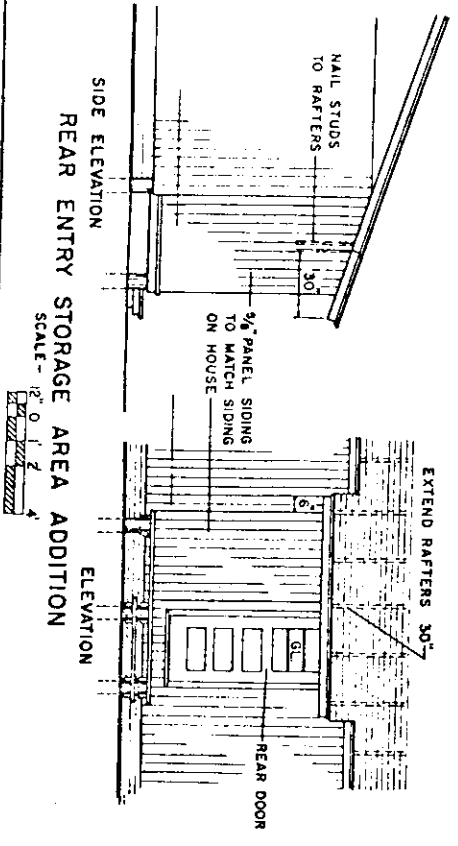 NAIL STUDS
TO RAFTERS
30"
EXTEND RAFTERS 30"
6"
GL.
REAR DOOR
5/8" PANEL SIDING
TO MATCH SIDING
ON HOUSE
SIDE ELEVATION
ELEVATION
REAR ENTRY STORAGE AREA ADDITION
SCALE- 12" 0 1' 2' 4'